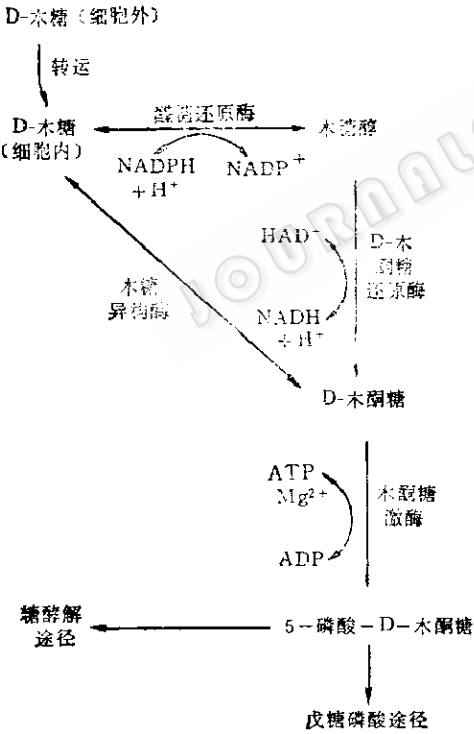 D-木糖（细胞外）
转运
D-木糖
（细胞内）
醛糖还原酶
木糖醇
NADPH
+H⁺
NADP⁺
木糖
异构酶
HAD⁺
NADH
+H⁺
D-木
酮糖
还原酶
D-木酮糖
ATP
Mg²⁺
ADP
木酮糖
激酶
糖酵解
途径
5-磷酸-D-木酮糖
戊糖磷酸途径
JOURNALS